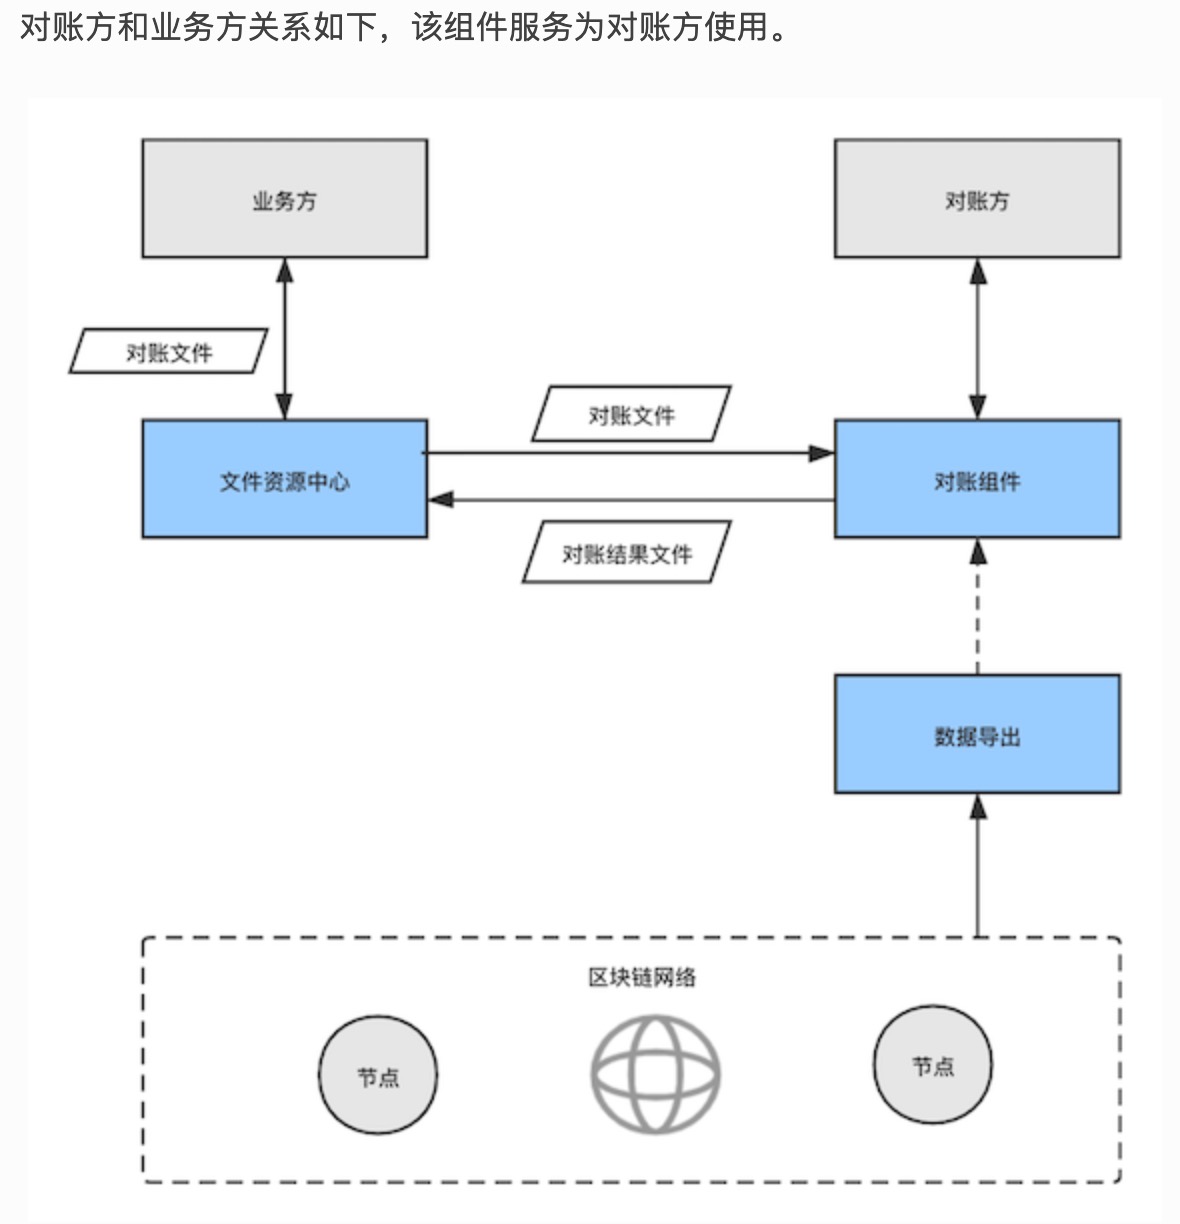 对账方和业务方关系如下，该组件服务为对账方使用。
业务方
对账方
对账文件
对账文件
文件资源中心
对账组件
对账结果文件
数据导出
区块链网络
节点
节点